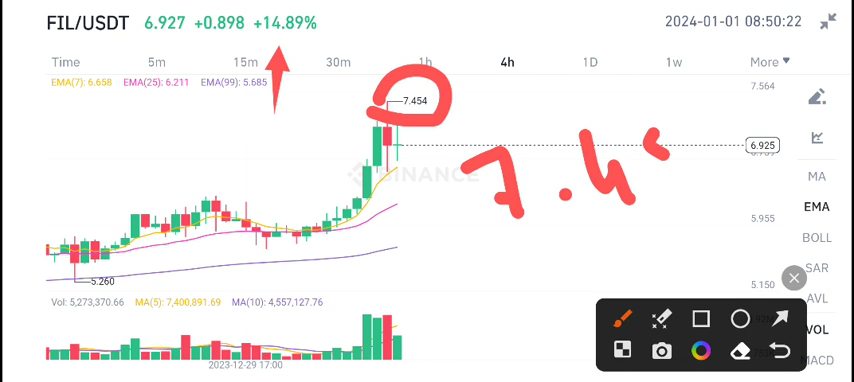 FIL/USDT 6.927 +0.898 +14.89% 2024-01-01 08:50:22
Time 5m 15m 30m 1h 4h 1D 1w More
EMA(7): 6.658 EMA(25): 6.211 EMA(99): 5.685
7.564
7.454
6.925
7.45
BINANCE
MA
EMA
5.955
BOLL
SAR
5.260
5.150
AVL
Vol: 5,273,370.66 MA(5): 7,400,891.69 MA(10): 4,557,127.76
VOL
MACD
2023-12-29 17:00